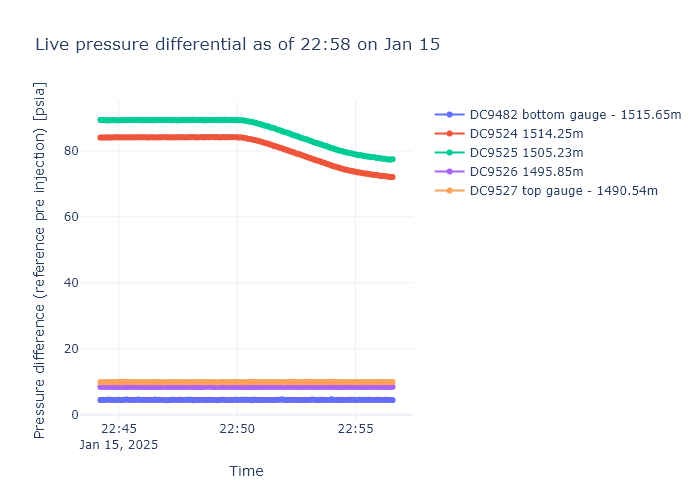 Live pressure differential as of 22:58 on Jan 15
Pressure difference (reference pre injection) [psia]
80
60
40
20
0
22:45
Jan 15, 2025
22:50
22:55
Time
DC9482 bottom gauge - 1515.65m
DC9524 1514.25m
DC9525 1505.23m
DC9526 1495.85m
DC9527 top gauge - 1490.54m